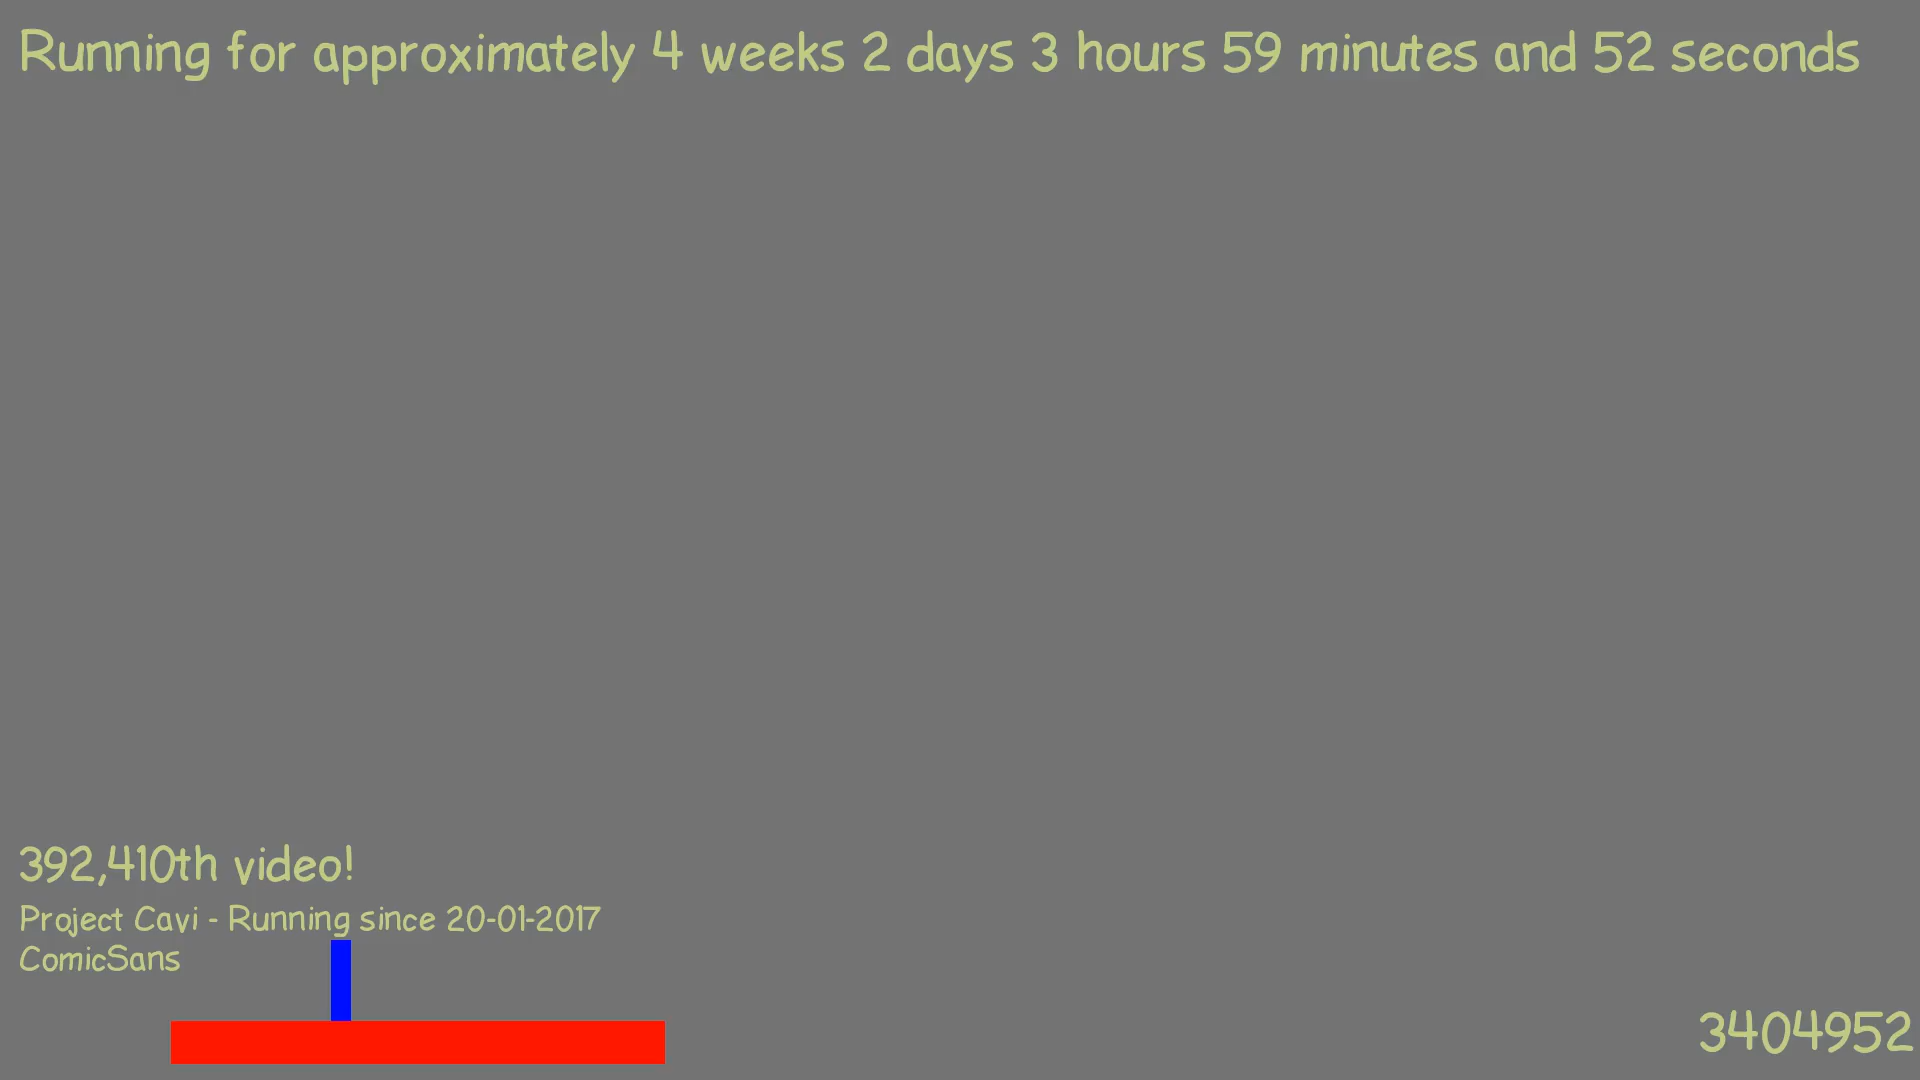 Running for approximately 4 weeks 2 days 3 hours 59 minutes and 52 seconds
392,410th video!
Project Cavi - Running since 20-01-2017
ComicSans
3404952